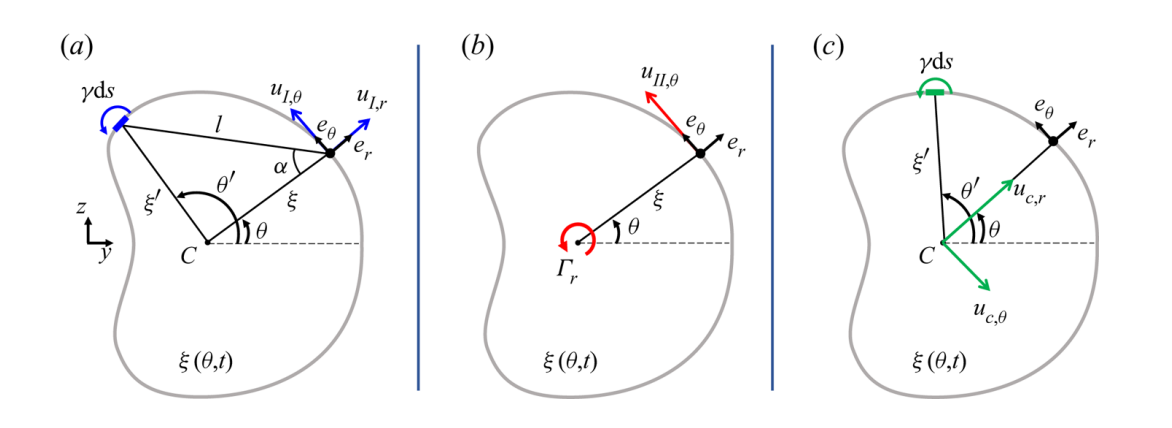 (a)
γds
u_{I,θ}
u_{I,r}
l
e_θ
e_r
α
θ′
ξ′
ξ
z
θ
y
C
ξ (θ,t)
(b)
u_{II,θ}
e_θ
e_r
ξ
θ
Γ_r
ξ (θ,t)
(c)
γds
e_θ
e_r
ξ′
θ′
u_{c,r}
θ
C
u_{c,θ}
ξ (θ,t)